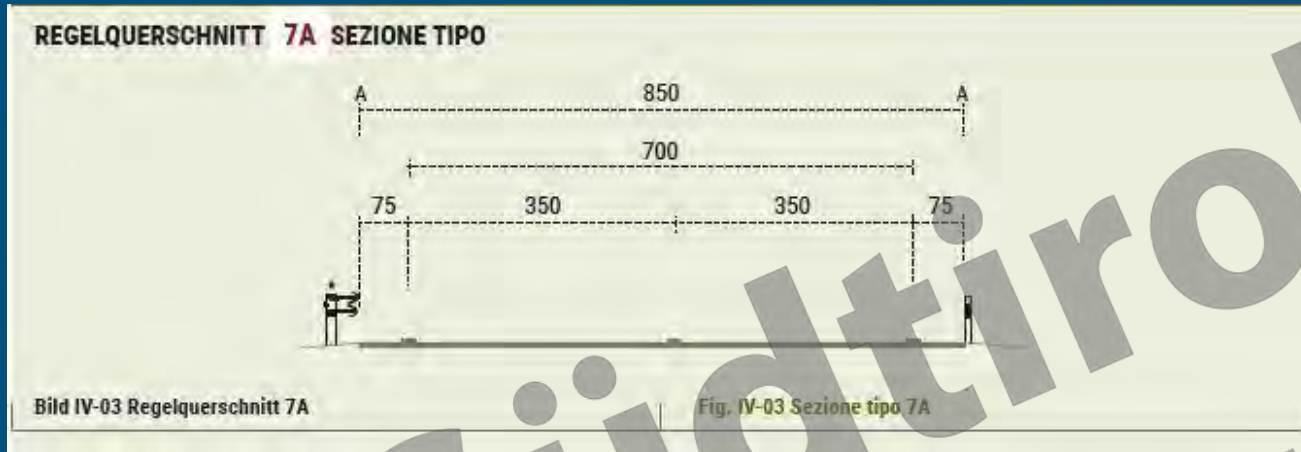 REGELQUERSCHNITT 7A SEZIONE TIPO
A 850 A
700
75 350 350 75
Bild IV-03 Regelquerschnitt 7A
Fig. IV-03 Sezione tipo 7A
Südtirol